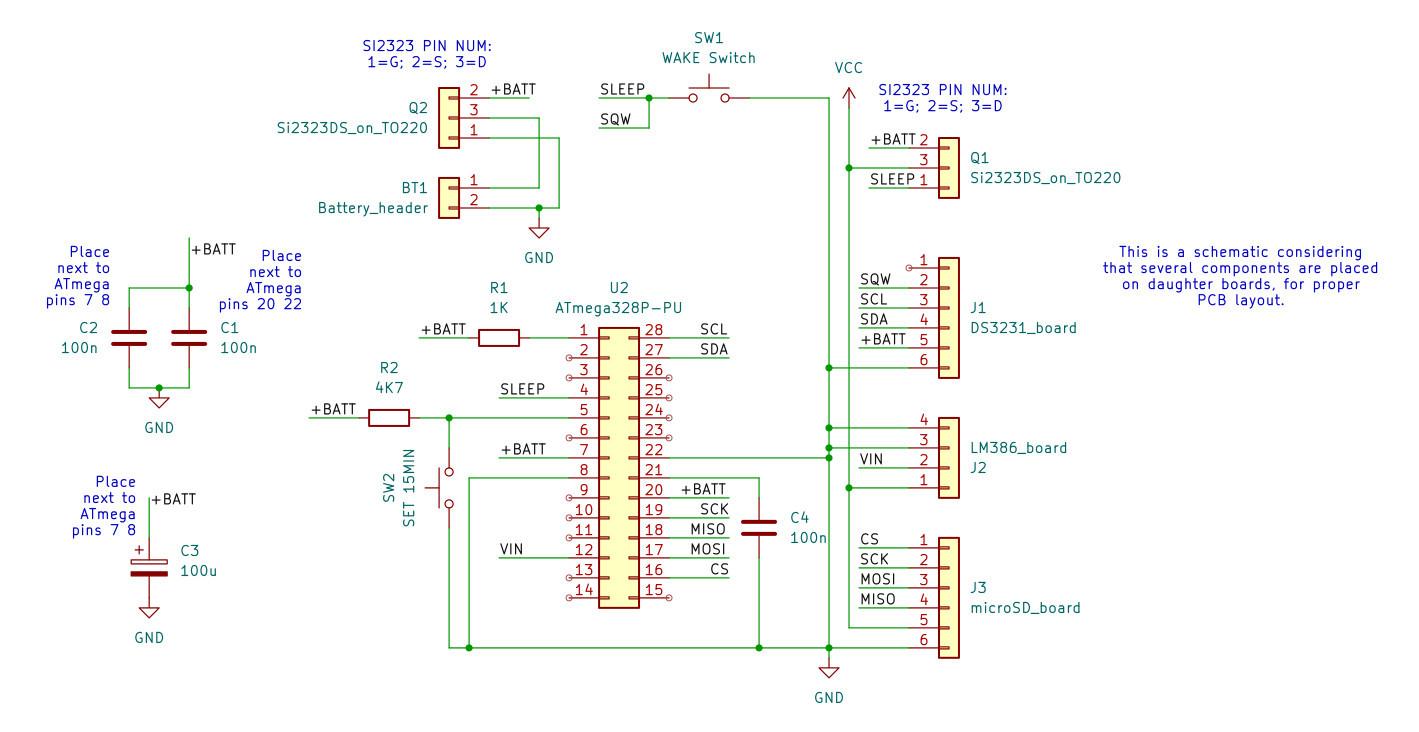 SI2323 PIN NUM:
1=G; 2=S; 3=D
Q2
Si2323DS_on_TO220
2
3
1
+BATT
BT1
Battery_header
1
2
GND
SW1
WAKE Switch
SLEEP
SQW
VCC
SI2323 PIN NUM:
1=G; 2=S; 3=D
+BATT
SLEEP
2
3
1
Q1
Si2323DS_on_TO220
Place
next to
ATmega
pins 7 8
+BATT
Place
next to
ATmega
pins 20 22
C2
100n
C1
100n
GND
Place
next to
ATmega
pins 7 8
+BATT
+
C3
100u
GND
R1
1K
+BATT
R2
4K7
+BATT
SW2
SET 15MIN
U2
ATmega328P-PU
SLEEP
+BATT
VIN
1
2
3
4
5
6
7
8
9
10
11
12
13
14
28
27
26
25
24
23
22
21
20
19
18
17
16
15
SCL
SDA
+BATT
SCK
MISO
MOSI
CS
C4
100n
SQW
SCL
SDA
+BATT
1
2
3
4
5
6
J1
DS3231_board
VIN
4
3
2
1
LM386_board
J2
CS
SCK
MOSI
MISO
1
2
3
4
5
6
J3
microSD_board
GND
This is a schematic considering
that several components are placed
on daughter boards, for proper
PCB layout.